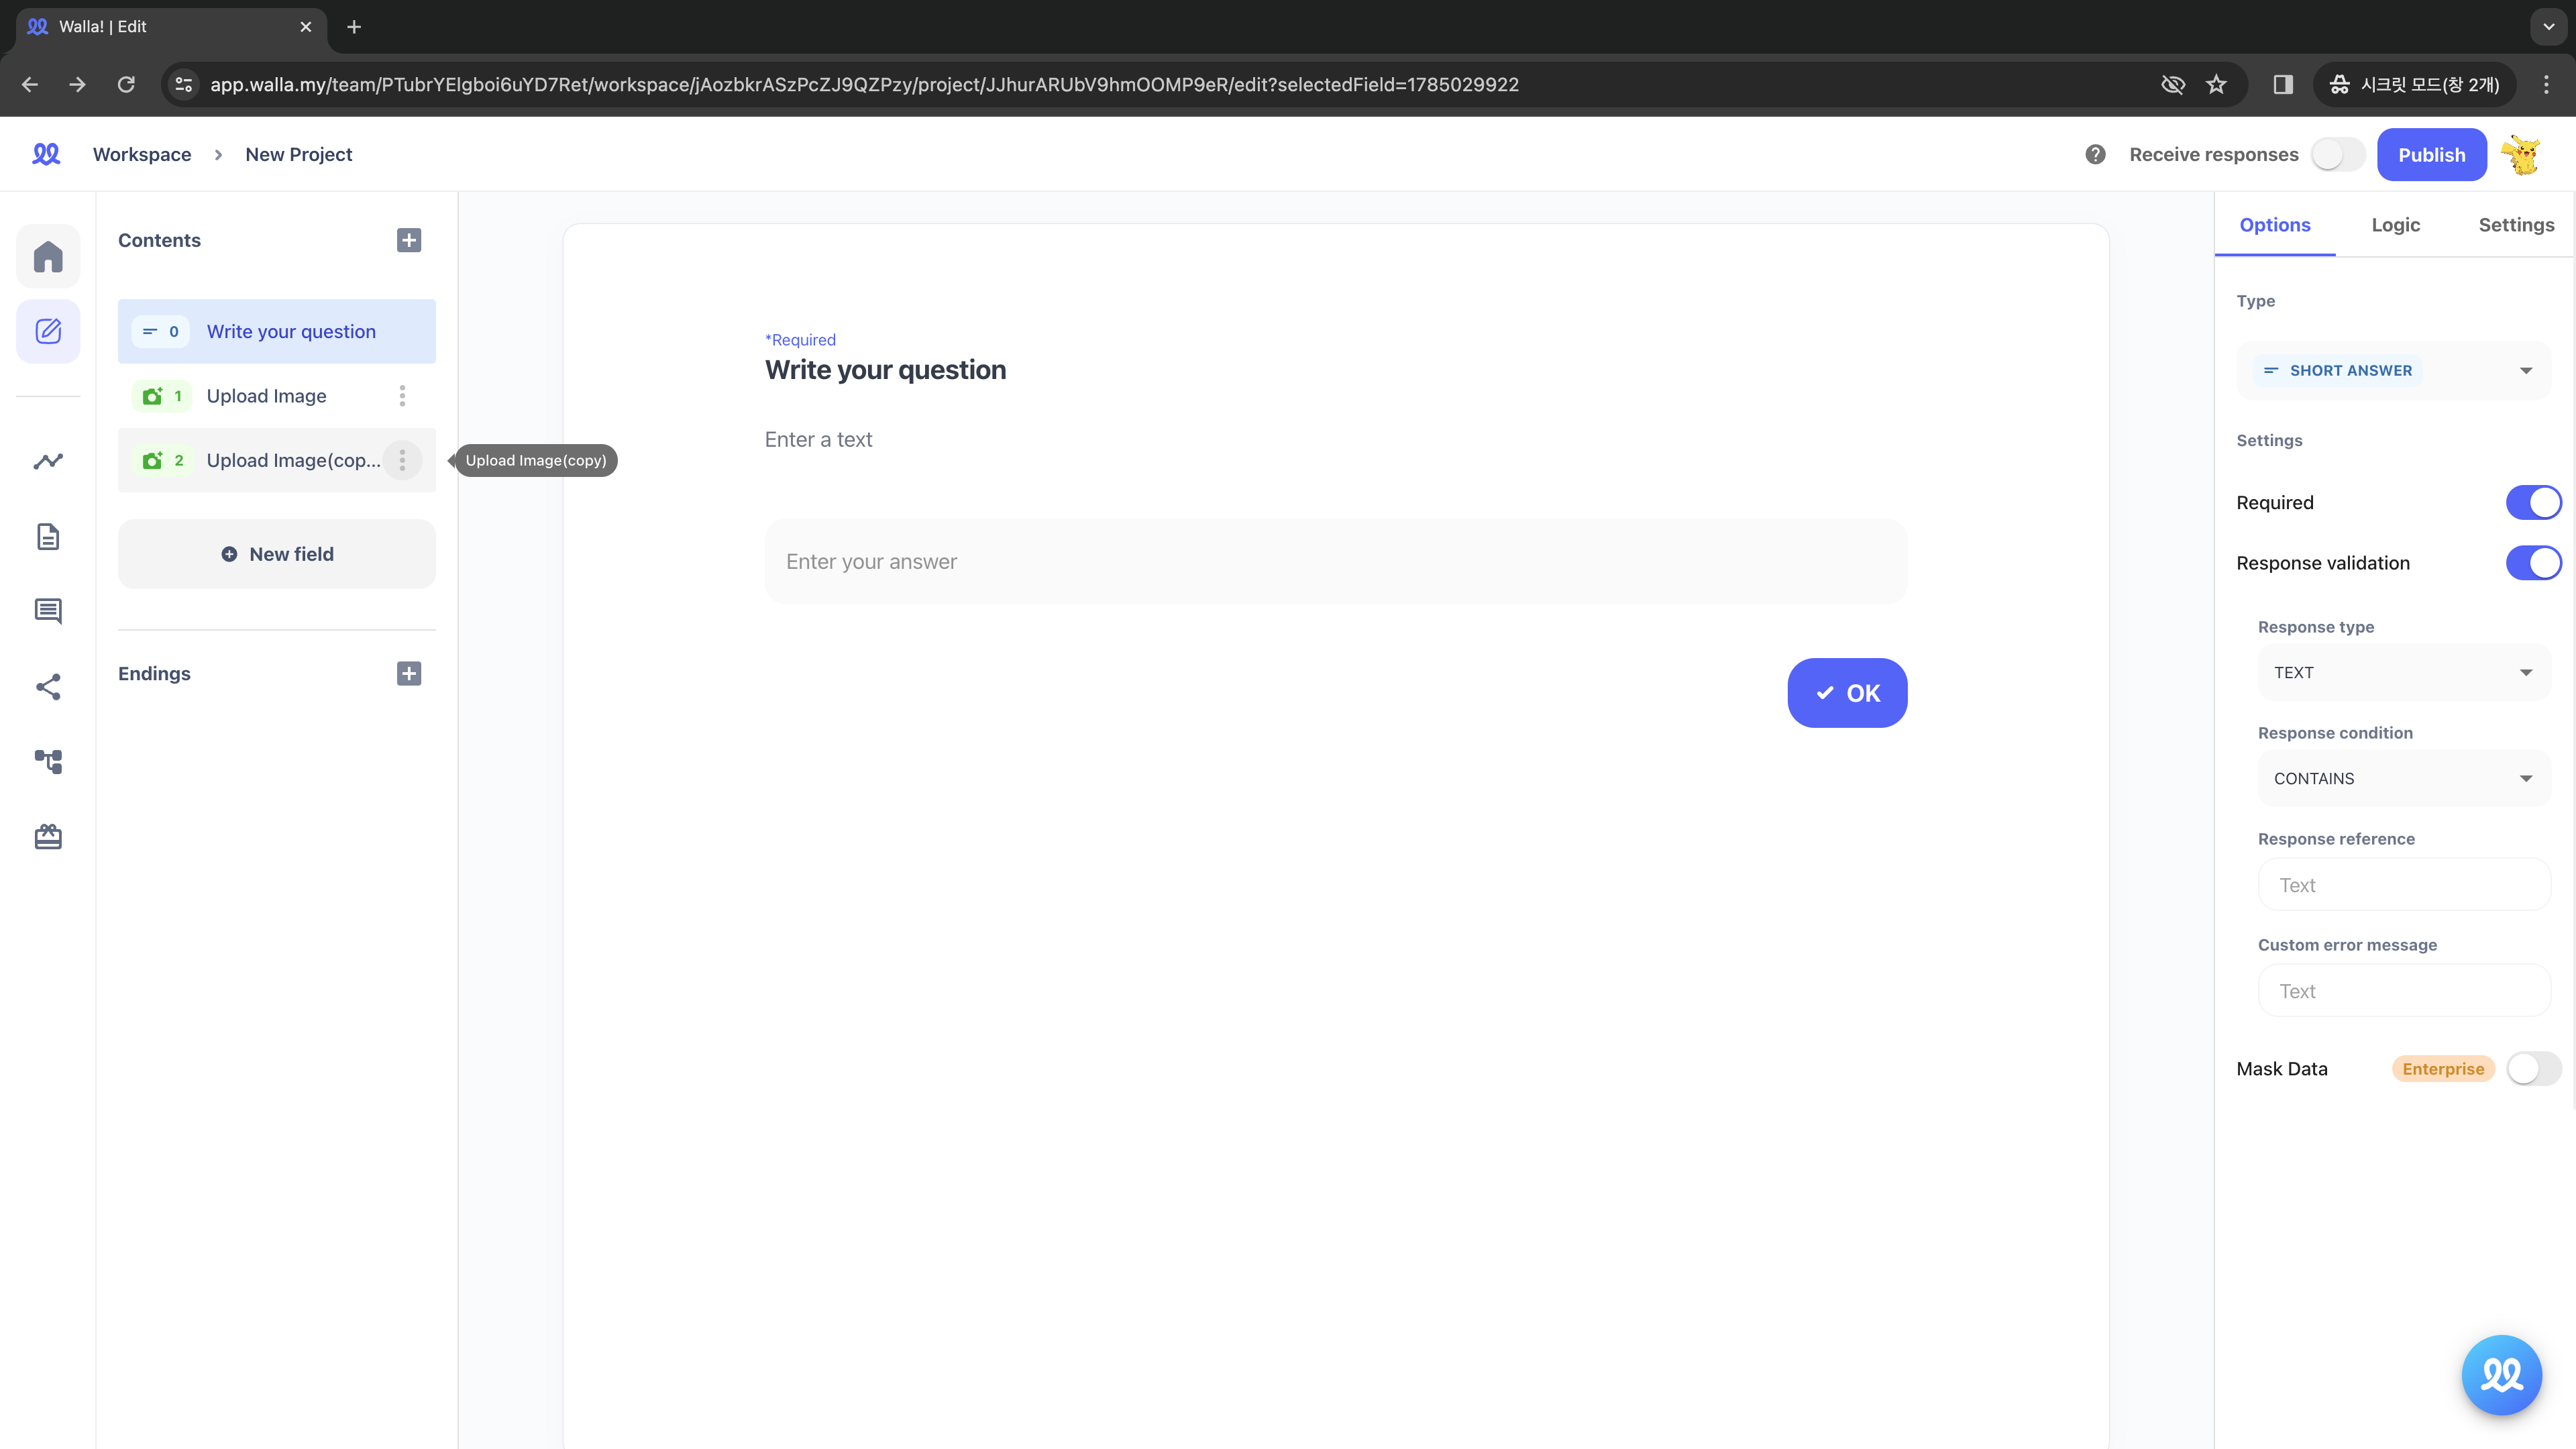 Walla! | Edit
app.walla.my/team/PTubrYElgboi6uYD7Ret/workspace/jAozbkrASzPcZJ9QZPzy/project/JJhurARUbV9hmOOMP9eR/edit?selectedField=1785029922
시크릿 모드(창 2개)
Workspace
New Project
Receive responses
Publish
Contents
0 Write your question
1 Upload Image
2 Upload Image(cop...
Upload Image(copy)
New field
Endings
*Required
Write your question
Enter a text
Enter your answer
OK
Options
Logic
Settings
Type
SHORT ANSWER
Settings
Required
Response validation
Response type
TEXT
Response condition
CONTAINS
Response reference
Text
Custom error message
Text
Mask Data
Enterprise